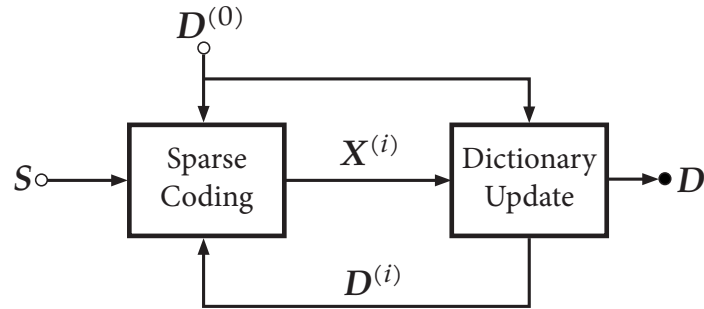 D^(0)
S
Sparse
Coding
X^(i)
Dictionary
Update
D
D^(i)